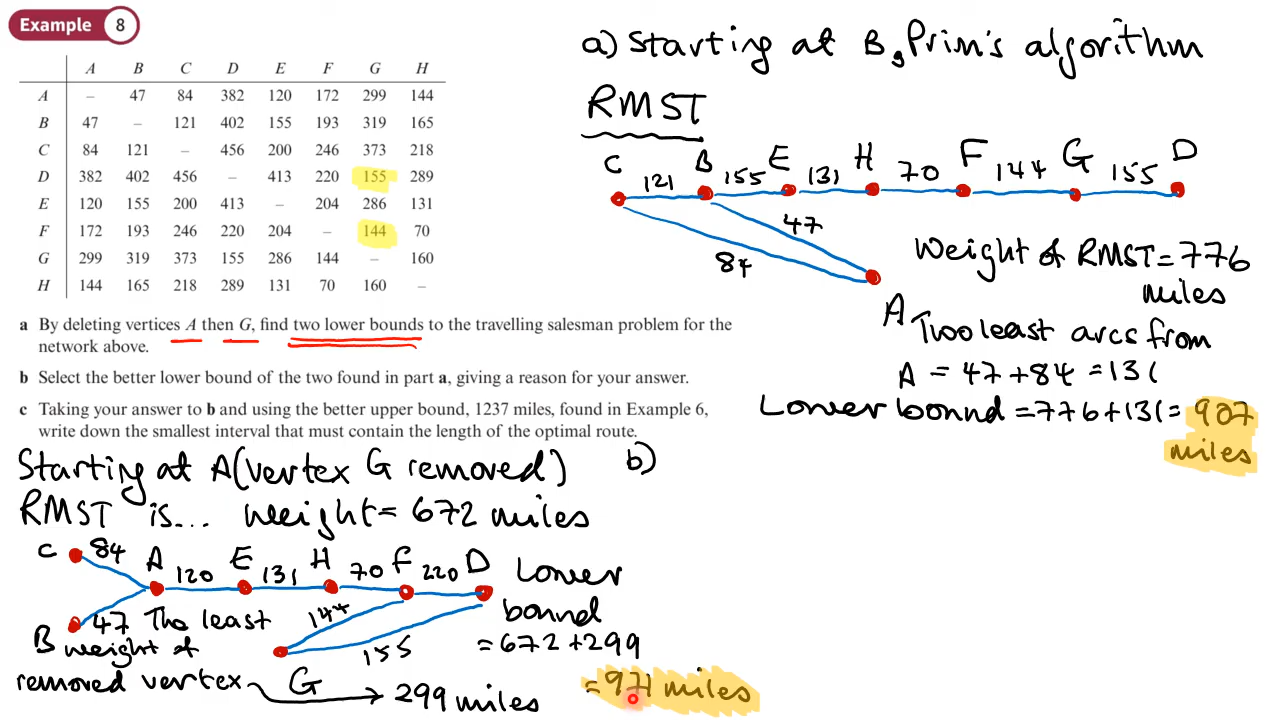 Example 8
A B C D E F G H
A – 47 84 382 120 172 299 144
B 47 – 121 402 155 193 319 165
C 84 121 – 456 200 246 373 218
D 382 402 456 – 413 220 155 289
E 120 155 200 413 – 204 286 131
F 172 193 246 220 204 – 144 70
G 299 319 373 155 286 144 – 160
H 144 165 218 289 131 70 160 –
a By deleting vertices A then G, find two lower bounds to the travelling salesman problem for the
network above.
b Select the better lower bound of the two found in part a, giving a reason for your answer.
c Taking your answer to b and using the better upper bound, 1237 miles, found in Example 6,
write down the smallest interval that must contain the length of the optimal route.
a) Starting at B, Prim's algorithm
RMST
C 121 B 155 E 131 H 70 F 144 G 155 D
47
84
A
Weight of RMST = 776
miles
Two least arcs from
A = 47 + 84 = 131
Lower bound = 776 + 131 = 907
miles
Starting at A (vertex G removed)
RMST is... weight = 672 miles
C 84 A 120 E 131 H 70 F 220 D
B 47
144
155
G
The least
weight of
removed vertex → 299 miles
Lower
bound
= 672 + 299
= 971 miles
b)